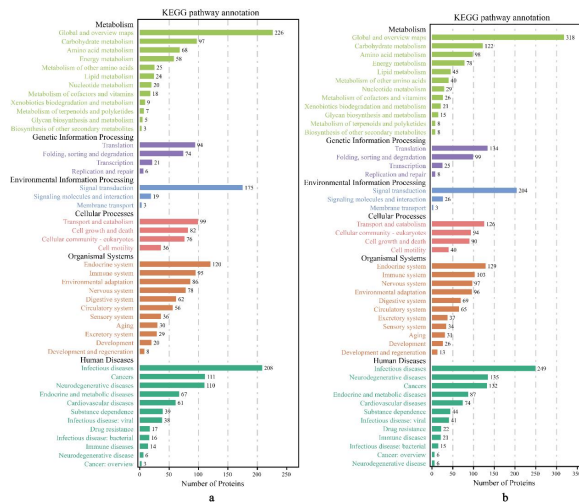 KEGG pathway annotation
Metabolism
Global and overview maps 226
Carbohydrate metabolism 97
Amino acid metabolism 68
Energy metabolism 58
Metabolism of other amino acids 25
Lipid metabolism 24
Nucleotide metabolism 20
Metabolism of cofactors and vitamins 18
Xenobiotics biodegradation and metabolism 9
Metabolism of terpenoids and polyketides 7
Glycan biosynthesis and metabolism 5
Biosynthesis of other secondary metabolites 3
Genetic Information Processing
Translation 94
Folding, sorting and degradation 74
Transcription 21
Replication and repair 6
Environmental Information Processing
Signal transduction 175
Signaling molecules and interaction 19
Membrane transport 3
Cellular Processes
Transport and catabolism 99
Cell growth and death 82
Cellular community - eukaryotes 76
Cell motility 36
Organismal Systems
Endocrine system 120
Immune system 95
Environmental adaptation 86
Nervous system 78
Digestive system 62
Circulatory system 56
Sensory system 36
Aging 30
Excretory system 29
Development 20
Development and regeneration 8
Human Diseases
Infectious diseases 208
Cancers 111
Neurodegenerative diseases 110
Endocrine and metabolic diseases 67
Cardiovascular diseases 61
Substance dependence 39
Infectious disease: viral 38
Drug resistance 17
Infectious disease: bacterial 16
Immune diseases 14
Neurodegenerative disease 6
Cancer: overview 3
0 50 100 150 200 250
Number of Proteins
a
KEGG pathway annotation
Metabolism
Global and overview maps 318
Carbohydrate metabolism 122
Amino acid metabolism 98
Energy metabolism 78
Lipid metabolism 45
Metabolism of other amino acids 40
Nucleotide metabolism 29
Metabolism of cofactors and vitamins 26
Xenobiotics biodegradation and metabolism 21
Glycan biosynthesis and metabolism 15
Metabolism of terpenoids and polyketides 8
Biosynthesis of other secondary metabolites 8
Genetic Information Processing
Translation 134
Folding, sorting and degradation 99
Transcription 25
Replication and repair 8
Environmental Information Processing
Signal transduction 204
Signaling molecules and interaction 26
Membrane transport 3
Cellular Processes
Transport and catabolism 126
Cellular community - eukaryotes 94
Cell growth and death 90
Cell motility 40
Organismal Systems
Endocrine system 129
Immune system 103
Nervous system 97
Environmental adaptation 96
Digestive system 69
Circulatory system 65
Excretory system 37
Sensory system 34
Aging 31
Development 26
Development and regeneration 13
Human Diseases
Infectious diseases 249
Neurodegenerative diseases 135
Cancers 132
Endocrine and metabolic diseases 87
Cardiovascular diseases 74
Substance dependence 44
Infectious disease: viral 41
Drug resistance 22
Immune diseases 21
Infectious disease: bacterial 15
Cancer: overview 6
Neurodegenerative disease 6
0 50 100 150 200 250 300
Number of Proteins
b